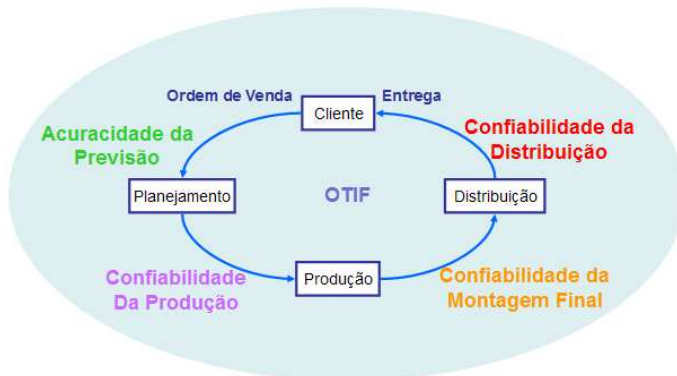 Ordem de Venda
Entrega
Cliente
Acuracidade da
Previsão
Confiabilidade da
Distribuição
Planejamento
OTIF
Distribuição
Confiabilidade
Da Produção
Produção
Confiabilidade da
Montagem Final